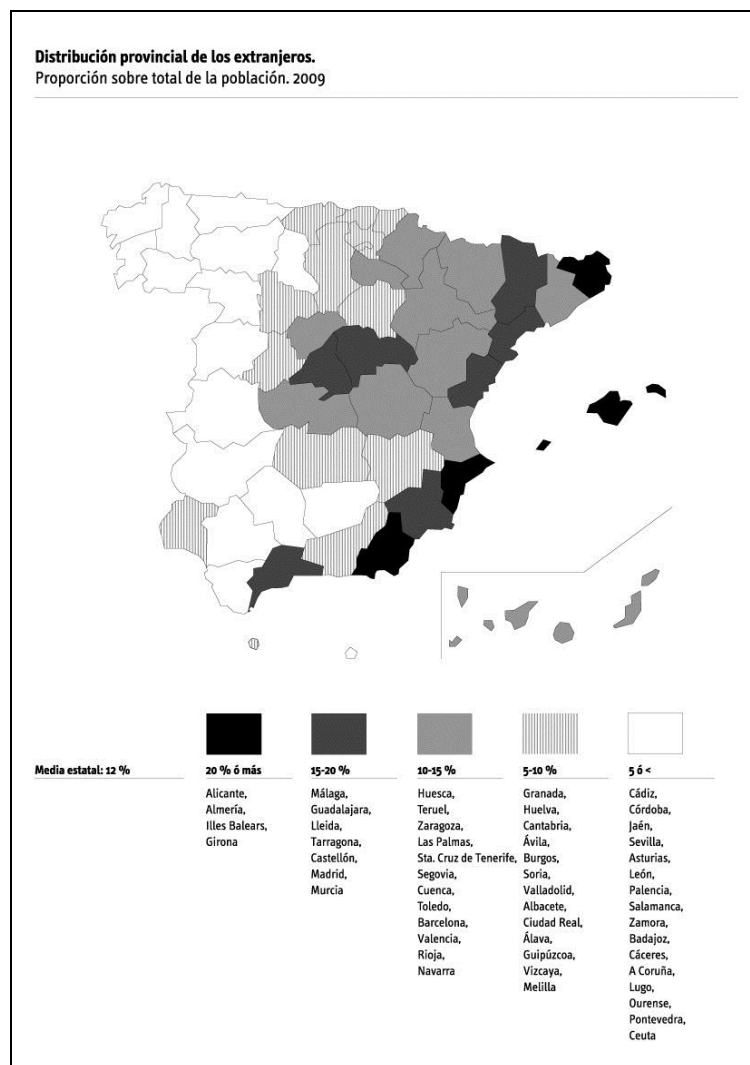 Distribución provincial de los extranjeros.
Proporción sobre total de la población. 2009
Media estatal: 12 %
20 % ó más
Alicante,
Almería,
Illes Balears,
Girona
15-20 %
Málaga,
Guadalajara,
Lleida,
Tarragona,
Castellón,
Madrid,
Murcia
10-15 %
Huesca,
Teruel,
Zaragoza,
Las Palmas,
Sta. Cruz de Tenerife,
Segovia,
Cuenca,
Toledo,
Barcelona,
Valencia,
Rioja,
Navarra
5-10 %
Granada,
Huelva,
Cantabria,
Ávila,
Burgos,
Soria,
Valladolid,
Albacete,
Ciudad Real,
Álava,
Guipúzcoa,
Vizcaya,
Melilla
5 ó <
Cádiz,
Córdoba,
Jaén,
Sevilla,
Asturias,
León,
Palencia,
Salamanca,
Zamora,
Badajoz,
Cáceres,
A Coruña,
Lugo,
Ourense,
Pontevedra,
Ceuta